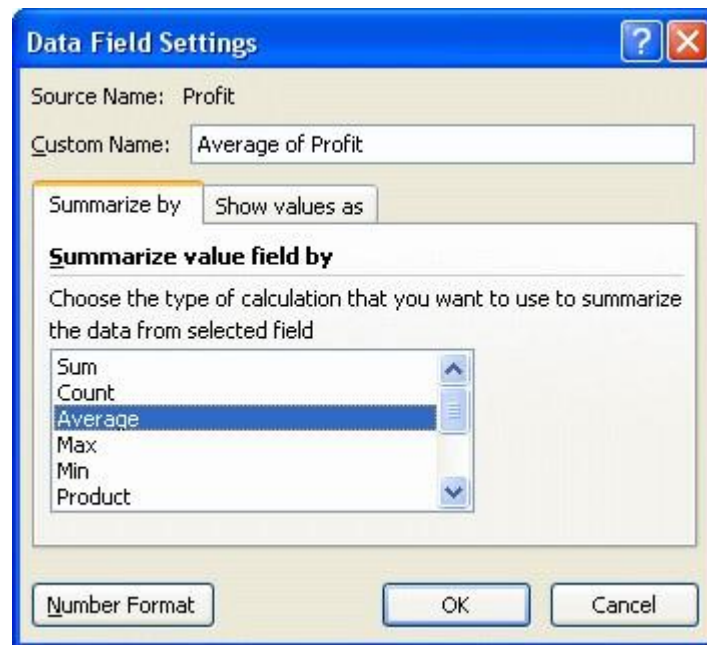 Data Field Settings
Source Name: Profit
Custom Name: Average of Profit
Summarize by Show values as
Summarize value field by
Choose the type of calculation that you want to use to summarize
the data from selected field
Sum
Count
Average
Max
Min
Product
Number Format OK Cancel